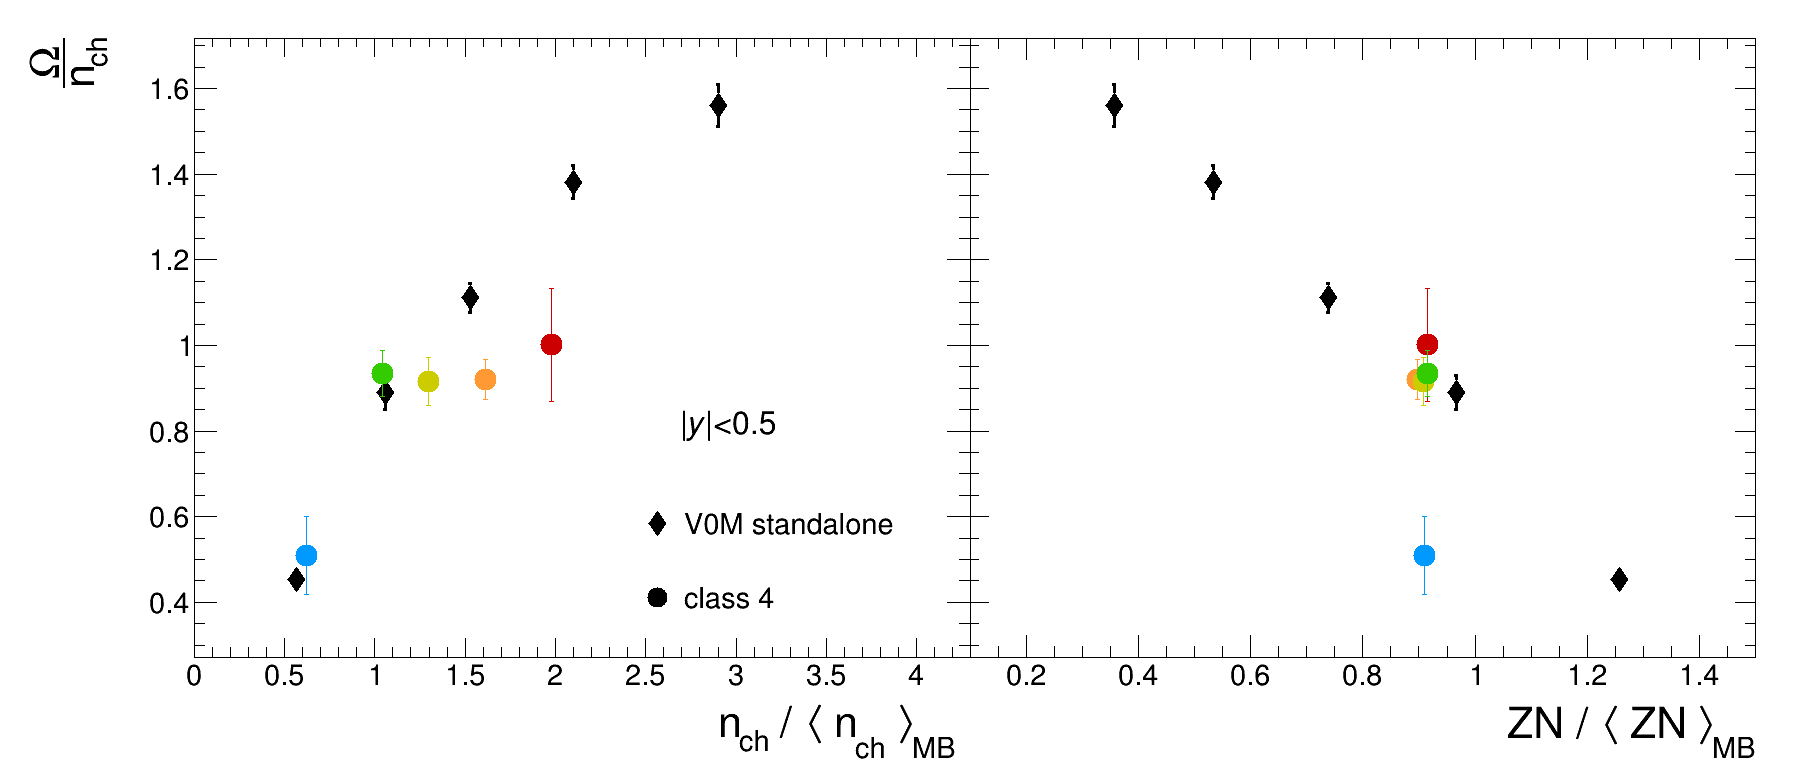 Ω
n_ch
1.6
1.4
1.2
1
0.8
0.6
0.4
|y|<0.5
V0M standalone
class 4
0 0.5 1 1.5 2 2.5 3 3.5 4
0.2 0.4 0.6 0.8 1 1.2 1.4
n_ch / ⟨ n_ch ⟩_MB
ZN / ⟨ ZN ⟩_MB